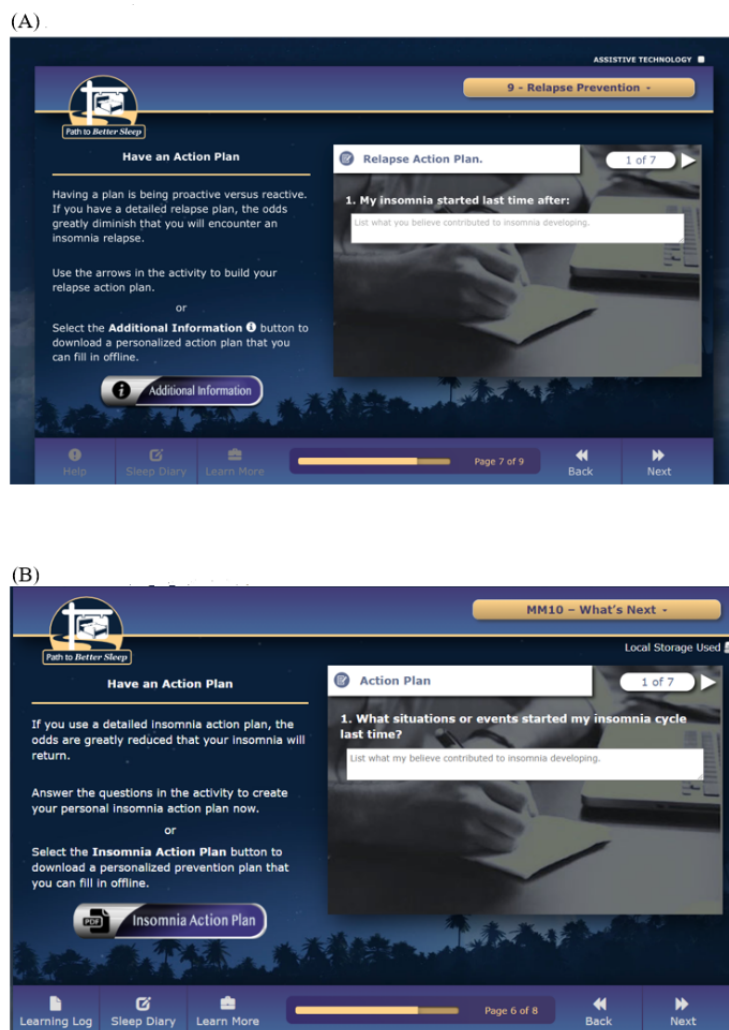 (A)
ASSISTIVE TECHNOLOGY
9 - Relapse Prevention
Path to Better Sleep
Have an Action Plan
Having a plan is being proactive versus reactive.
If you have a detailed relapse plan, the odds
greatly diminish that you will encounter an
insomnia relapse.
Use the arrows in the activity to build your
relapse action plan.
or
Select the Additional Information button to
download a personalized action plan that you
can fill in offline.
Additional Information
Relapse Action Plan.
1 of 7
1. My insomnia started last time after:
List what you believe contributed to insomnia developing.
Help
Sleep Diary
Learn More
Page 7 of 9
Back
Next
(B)
MM10 – What's Next
Local Storage Used
Path to Better Sleep
Have an Action Plan
If you use a detailed insomnia action plan, the
odds are greatly reduced that your insomnia will
return.
Answer the questions in the activity to create
your personal insomnia action plan now.
or
Select the Insomnia Action Plan button to
download a personalized prevention plan that
you can fill in offline.
PDF
Insomnia Action Plan
Action Plan
1 of 7
1. What situations or events started my insomnia cycle
last time?
List what my believe contributed to insomnia developing.
Learning Log
Sleep Diary
Learn More
Page 6 of 8
Back
Next